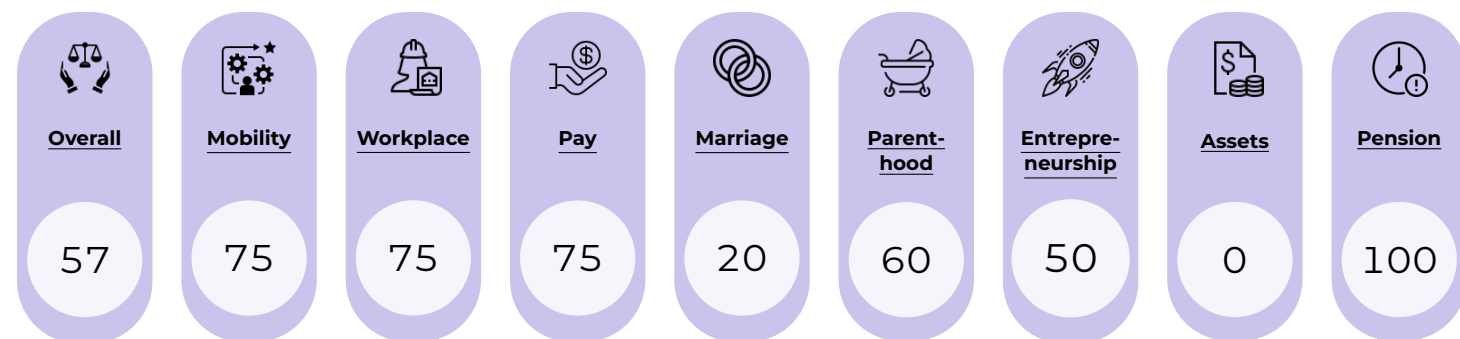 Overall
57
Mobility
75
Workplace
75
$
Pay
75
Marriage
20
Parent-
hood
60
Entrepre-
neurship
50
$
Assets
0
!
Pension
100